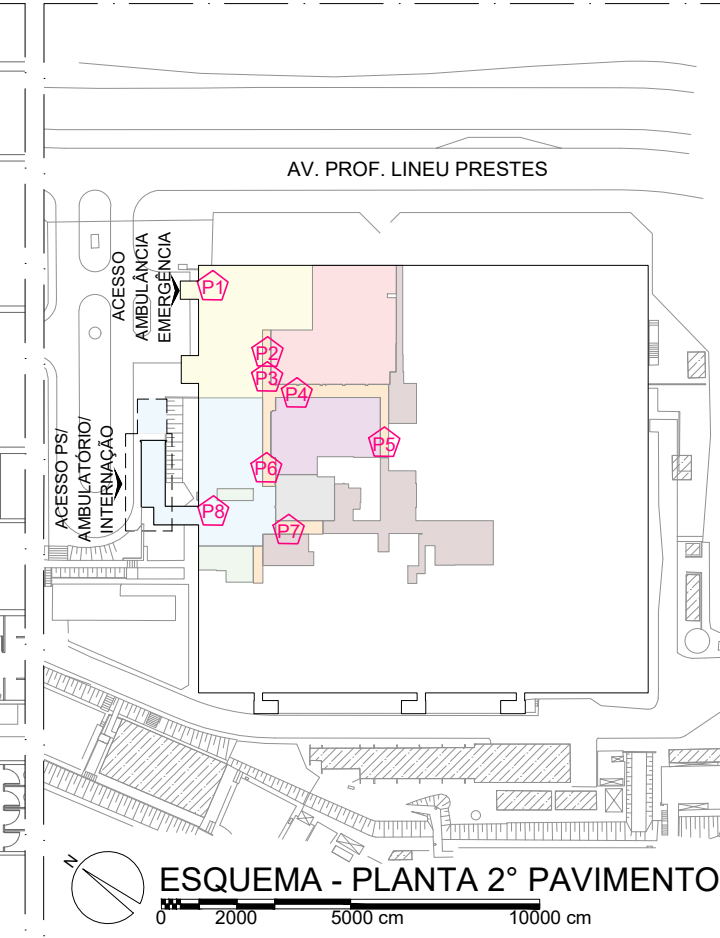 AV. PROF. LINEU PRESTES
ACESSO
AMBULÂNCIA
EMERGÊNCIA
P1
P2
P3
P4
P5
ACESSO PS/
AMBULATÓRIO/
INTERNAÇÃO
P6
P8
P7
N
ESQUEMA - PLANTA 2° PAVIMENTO
0 2000 5000 cm 10000 cm